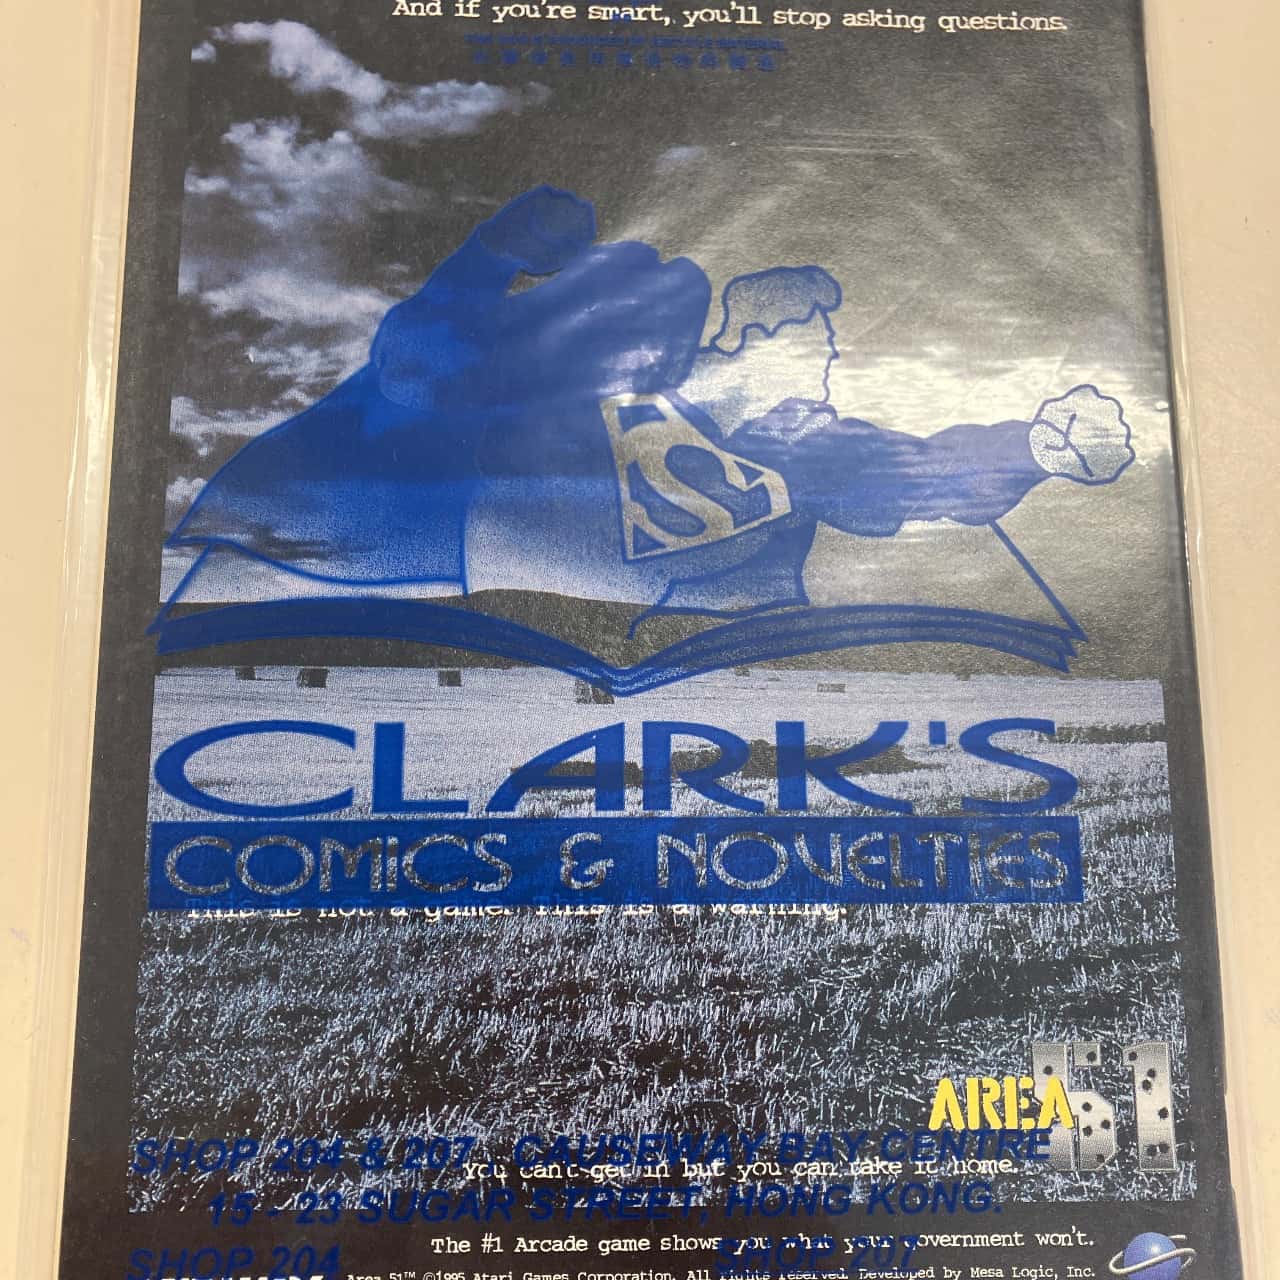 And if you're smart, you'll stop asking questions.
S
CLARK'S
COMICS & NOVELTIES
This is not a game. This is a warning.
AREA 51
SHOP 204 & 207, CAUSEWAY BAY CENTRE
You can't get in but you can take it home.
15 - 23 SUGAR STREET, HONG KONG.
The #1 Arcade game shows you what your government won't.
SHOP 204 SHOP 207
Area 51™ ©1995 Atari Games Corporation. All rights reserved. Developed by Mesa Logic, Inc.